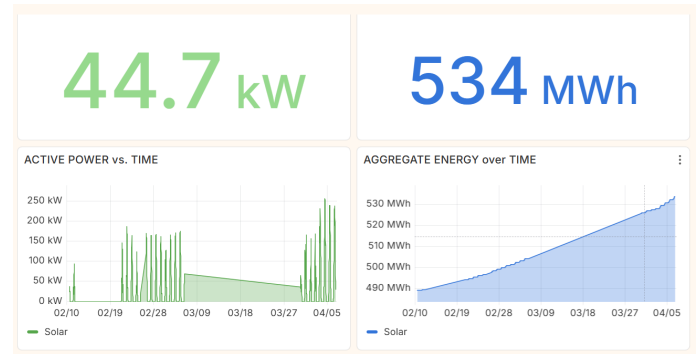 44.7 kW
534 MWh
ACTIVE POWER vs. TIME
250 kW
200 kW
150 kW
100 kW
50 kW
0 kW
02/10 02/19 02/28 03/09 03/18 03/27 04/05
Solar
AGGREGATE ENERGY over TIME
530 MWh
520 MWh
510 MWh
500 MWh
490 MWh
02/10 02/19 02/28 03/09 03/18 03/27 04/05
Solar